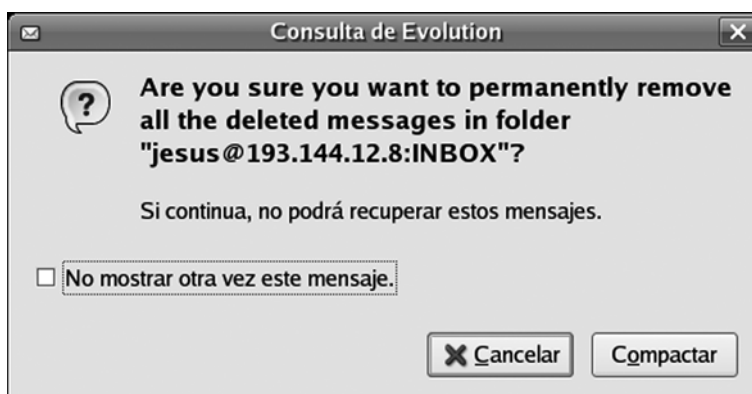 Consulta de Evolution
Are you sure you want to permanently remove
all the deleted messages in folder
"jesus@193.144.12.8:INBOX"?
Si continua, no podrá recuperar estos mensajes.
No mostrar otra vez este mensaje.
Cancelar
Compactar